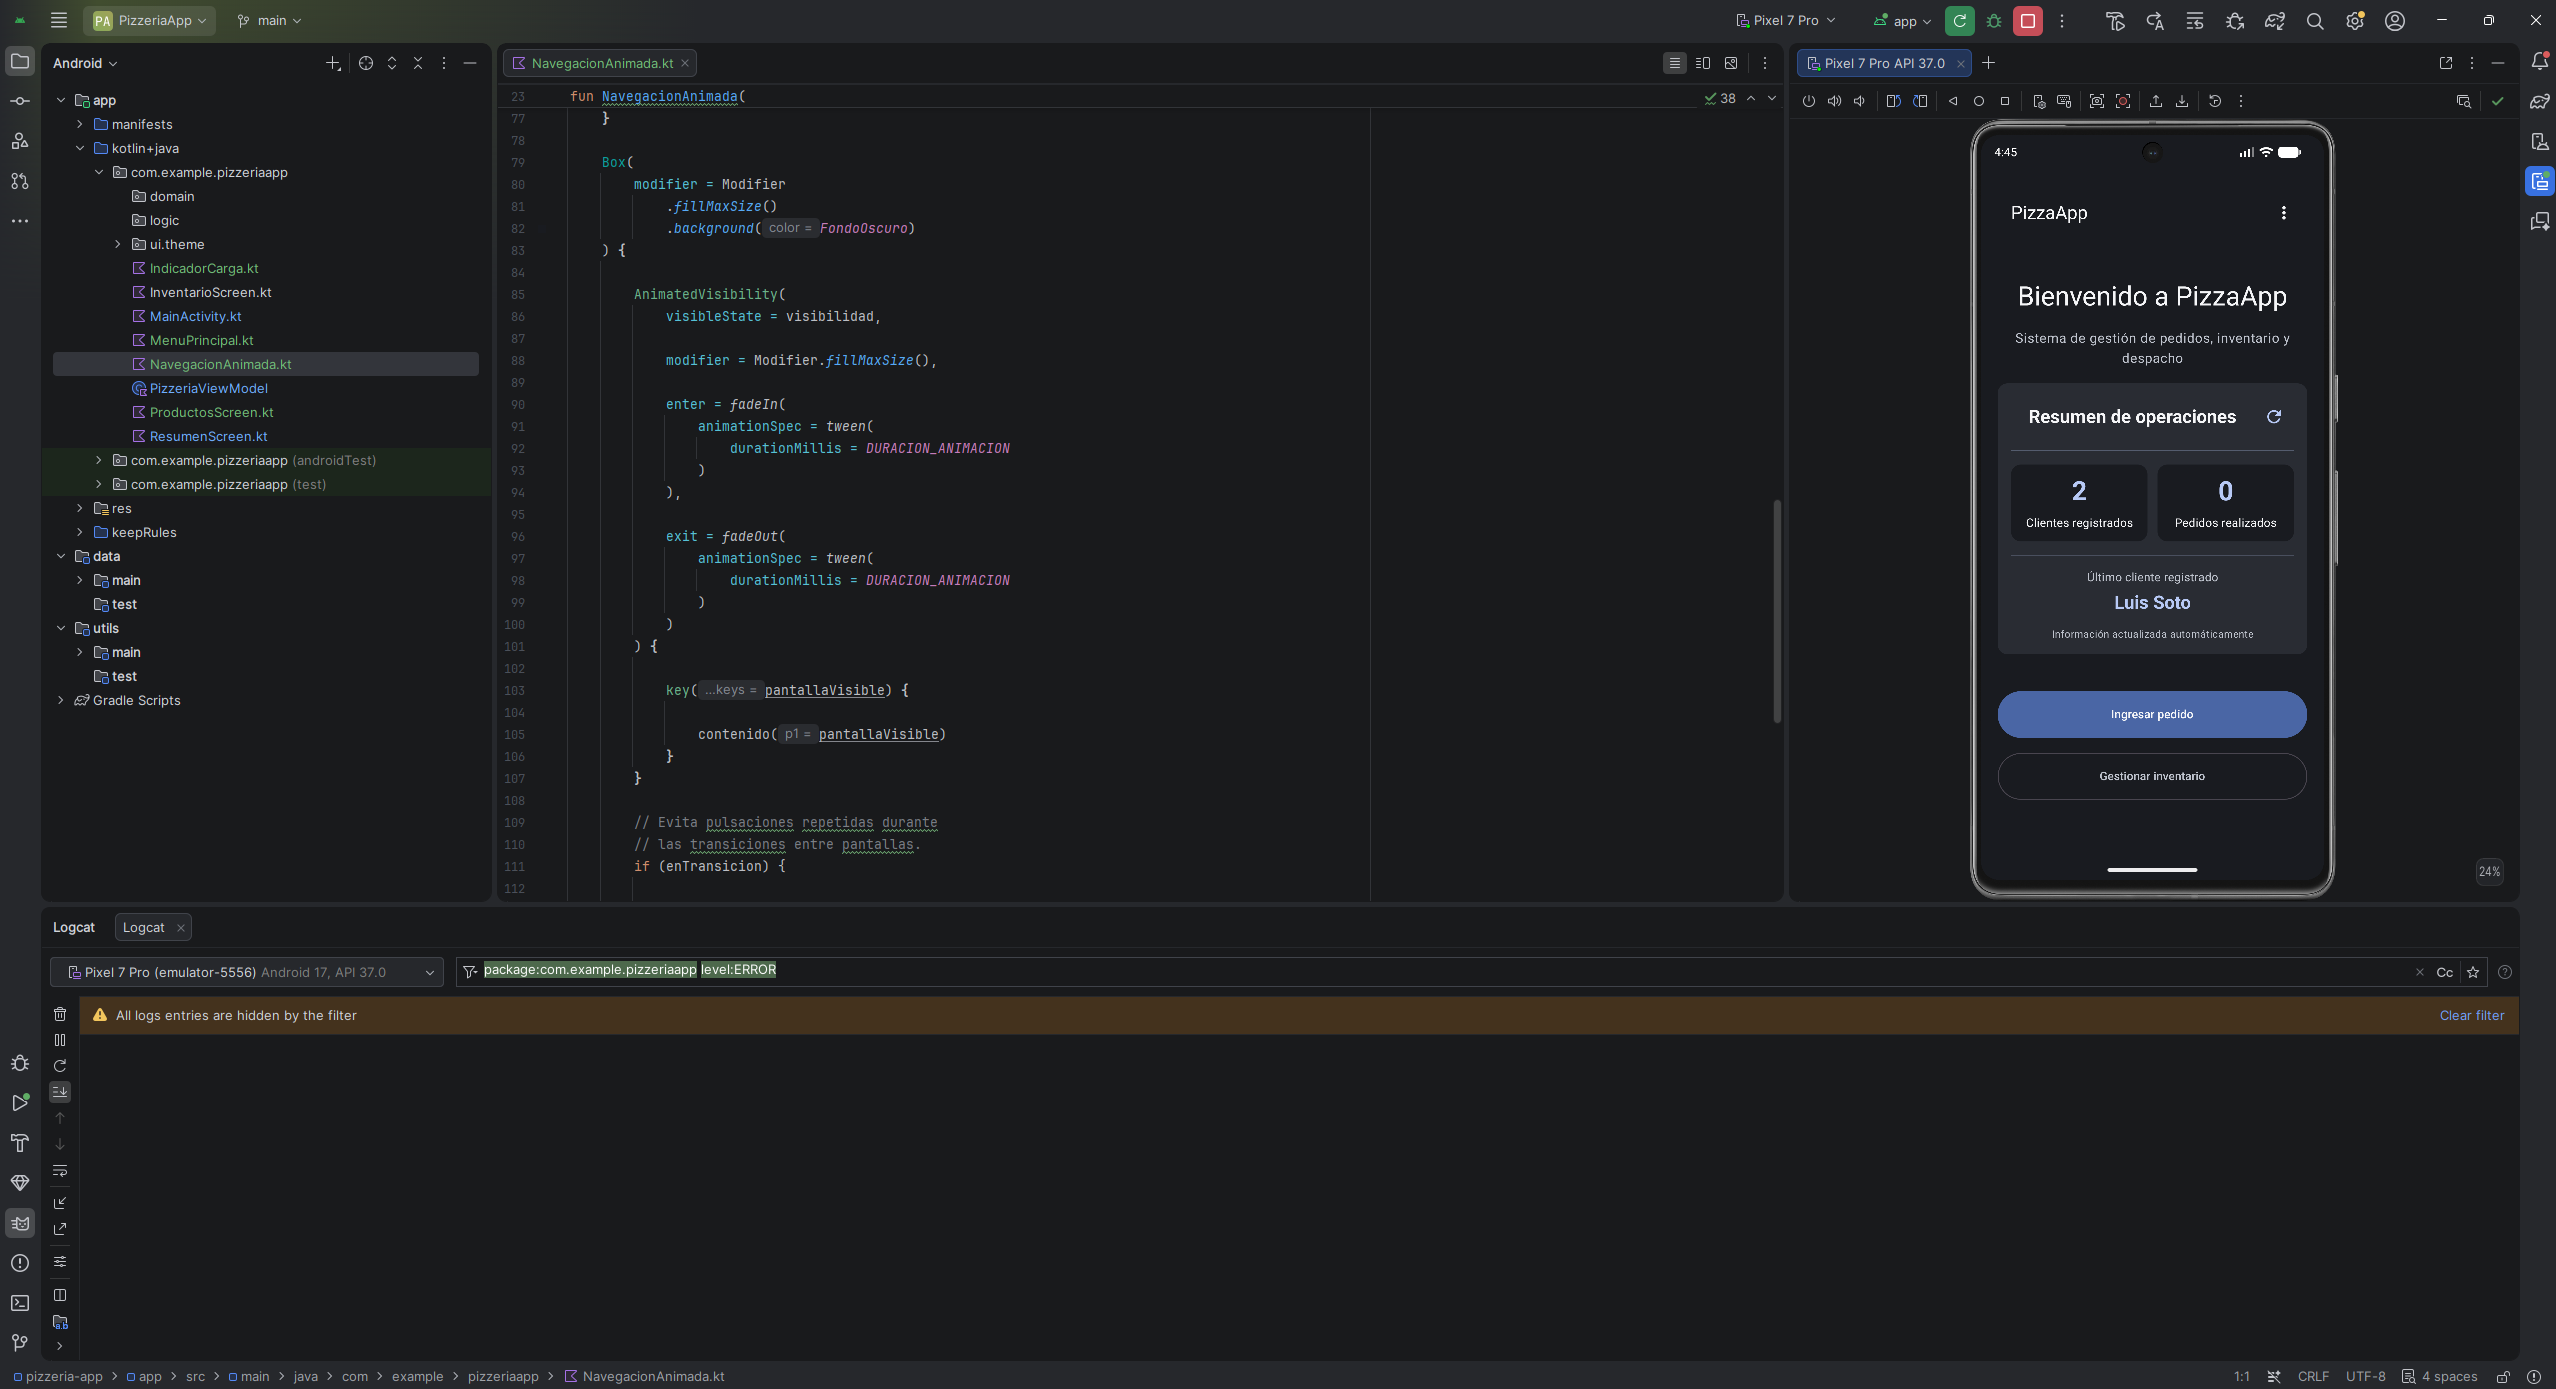 PA PizzeriaApp main Pixel 7 Pro app
Android
app
manifests
kotlin+java
com.example.pizzeriaapp
domain
logic
ui.theme
IndicadorCarga.kt
InventarioScreen.kt
MainActivity.kt
MenuPrincipal.kt
NavegacionAnimada.kt
PizzeriaViewModel
ProductosScreen.kt
ResumenScreen.kt
com.example.pizzeriaapp (androidTest)
com.example.pizzeriaapp (test)
res
keepRules
data
main
test
utils
main
test
Gradle Scripts
NavegacionAnimada.kt
38
23 fun NavegacionAnimada(
77 }
78
79 Box(
80 modifier = Modifier
81 .fillMaxSize()
82 .background( color = FondoOscuro)
83 ) {
84
85 AnimatedVisibility(
86 visibleState = visibilidad,
87
88 modifier = Modifier.fillMaxSize(),
89
90 enter = fadeIn(
91 animationSpec = tween(
92 durationMillis = DURACION_ANIMACION
93 )
94 ),
95
96 exit = fadeOut(
97 animationSpec = tween(
98 durationMillis = DURACION_ANIMACION
99 )
100 )
101 ) {
102
103 key( ...keys = pantallaVisible) {
104
105 contenido( p1 = pantallaVisible)
106 }
107 }
108
109 // Evita pulsaciones repetidas durante
110 // las transiciones entre pantallas.
111 if (enTransicion) {
112
Pixel 7 Pro API 37.0
4:45
PizzaApp
Bienvenido a PizzaApp
Sistema de gestión de pedidos, inventario y
despacho
Resumen de operaciones
2 0
Clientes registrados Pedidos realizados
Último cliente registrado
Luis Soto
Información actualizada automáticamente
Ingresar pedido
Gestionar inventario
24%
Logcat Logcat
Pixel 7 Pro (emulator-5556) Android 17, API 37.0 package:com.example.pizzeriaapp level:ERROR Cc
All logs entries are hidden by the filter Clear filter
pizzeria-app > app > src > main > java > com > example > pizzeriaapp > NavegacionAnimada.kt 1:1 CRLF UTF-8 4 spaces